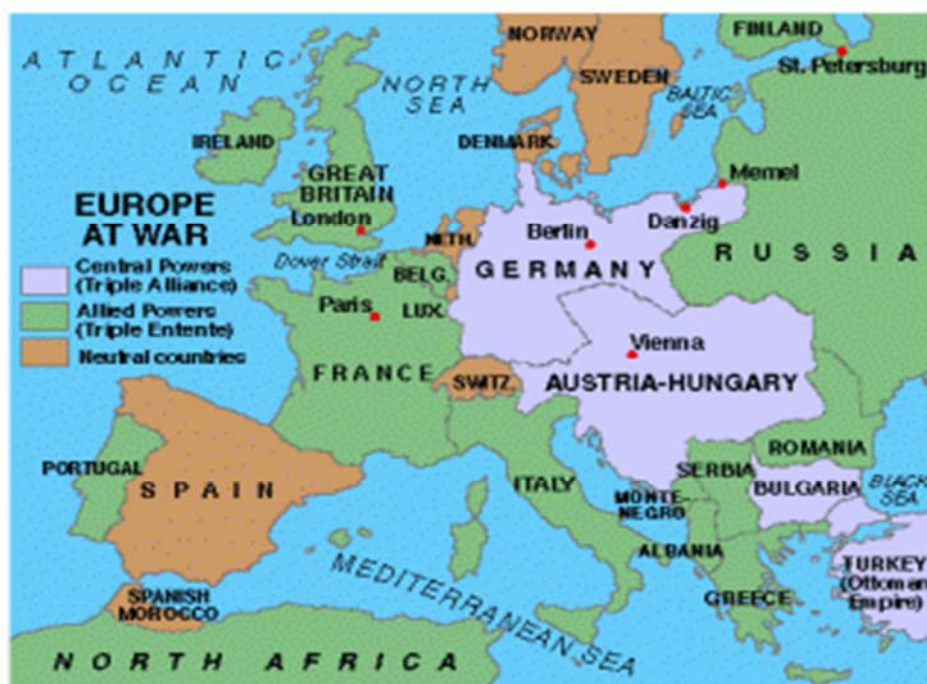 NORWAY
FINLAND
ATLANTIC
OCEAN
NORTH
SEA
SWEDEN
St. Petersburg
BALTIC
SEA
IRELAND
DENMARK
GREAT
BRITAIN
London
Memel
EUROPE
AT WAR
Central Powers
(Triple Alliance)
Allied Powers
(Triple Entente)
Neutral countries
Danzig
Berlin
NETH.
RUSSIA
Dover Strait
BELG.
GERMANY
Paris
LUX.
Vienna
FRANCE
SWITZ.
AUSTRIA-HUNGARY
ROMANIA
PORTUGAL
SPAIN
ITALY
SERBIA
BULGARIA
BLACK
SEA
MONTE-
NEGRO
ALBANIA
TURKEY
(Ottoman
Empire)
MEDITERRANEAN SEA
GREECE
SPANISH
MOROCCO
NORTH AFRICA